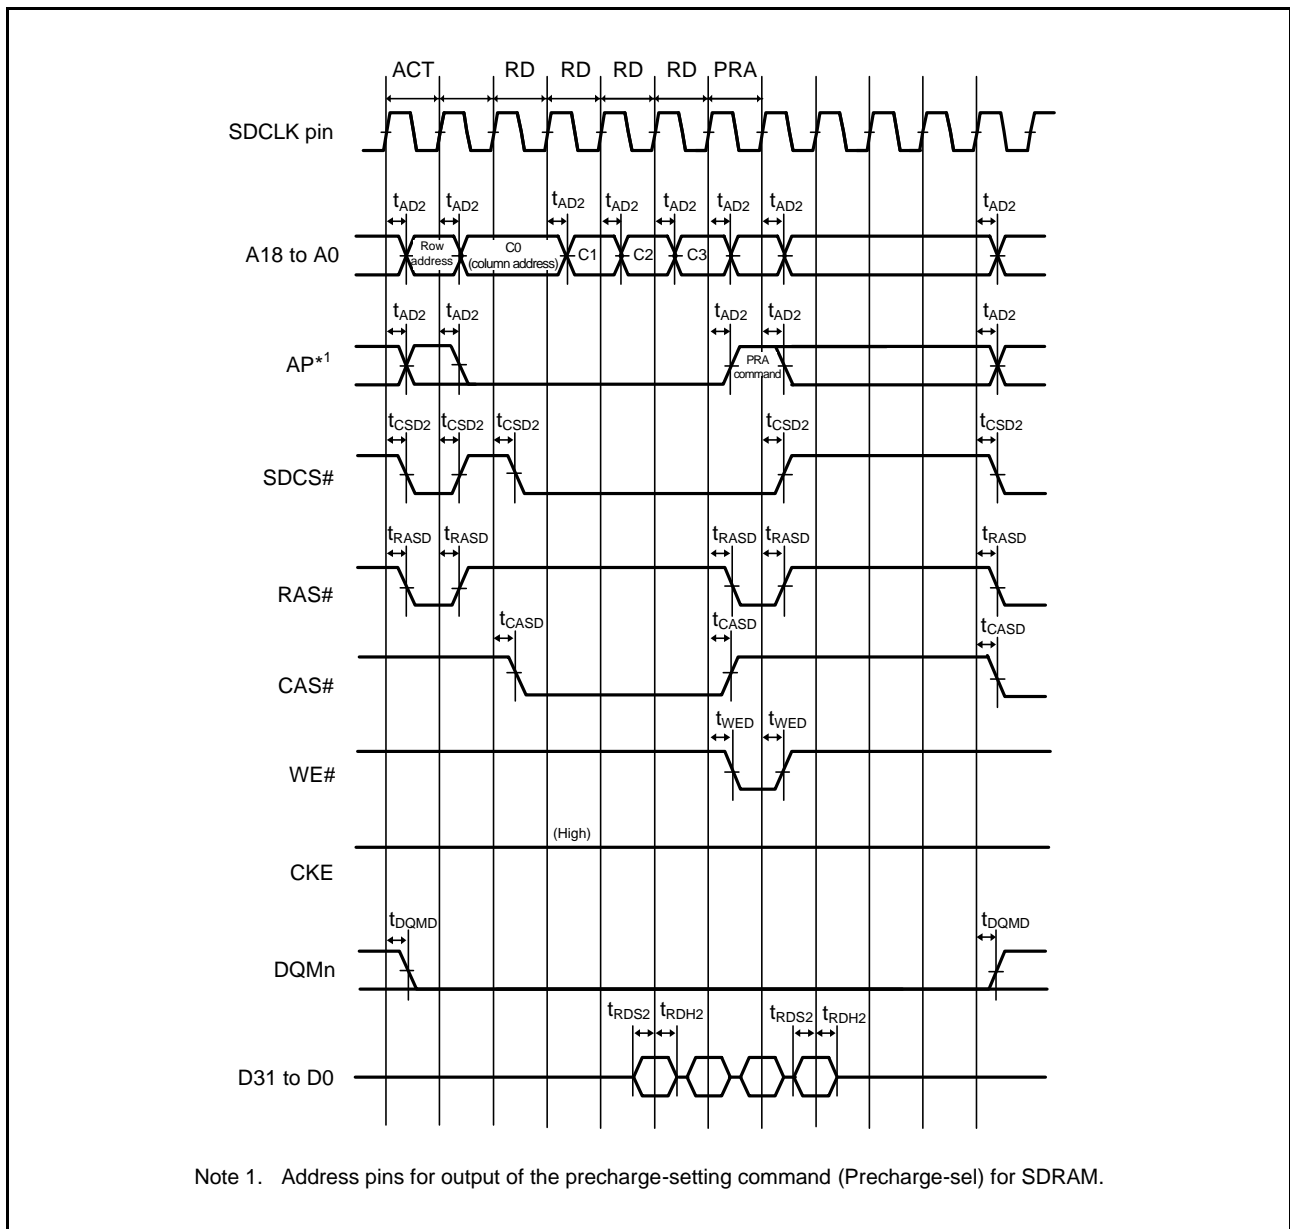 ACT RD RD RD RD PRA
SDCLK pin
tAD2 tAD2 tAD2 tAD2 tAD2 tAD2 tAD2 tAD2
A18 to A0
Row
address
C0
(column address)
C1 C2 C3
tAD2 tAD2 tAD2 tAD2 tAD2
AP*1
PRA
command
tCSD2 tCSD2 tCSD2 tCSD2 tCSD2
SDCS#
tRASD tRASD tRASD tRASD tRASD
RAS#
tCASD tCASD tCASD
CAS#
tWED tWED
WE#
(High)
CKE
tDQMD tDQMD
DQMn
tRDS2 tRDH2 tRDS2 tRDH2
D31 to D0
Note 1. Address pins for output of the precharge-setting command (Precharge-sel) for SDRAM.